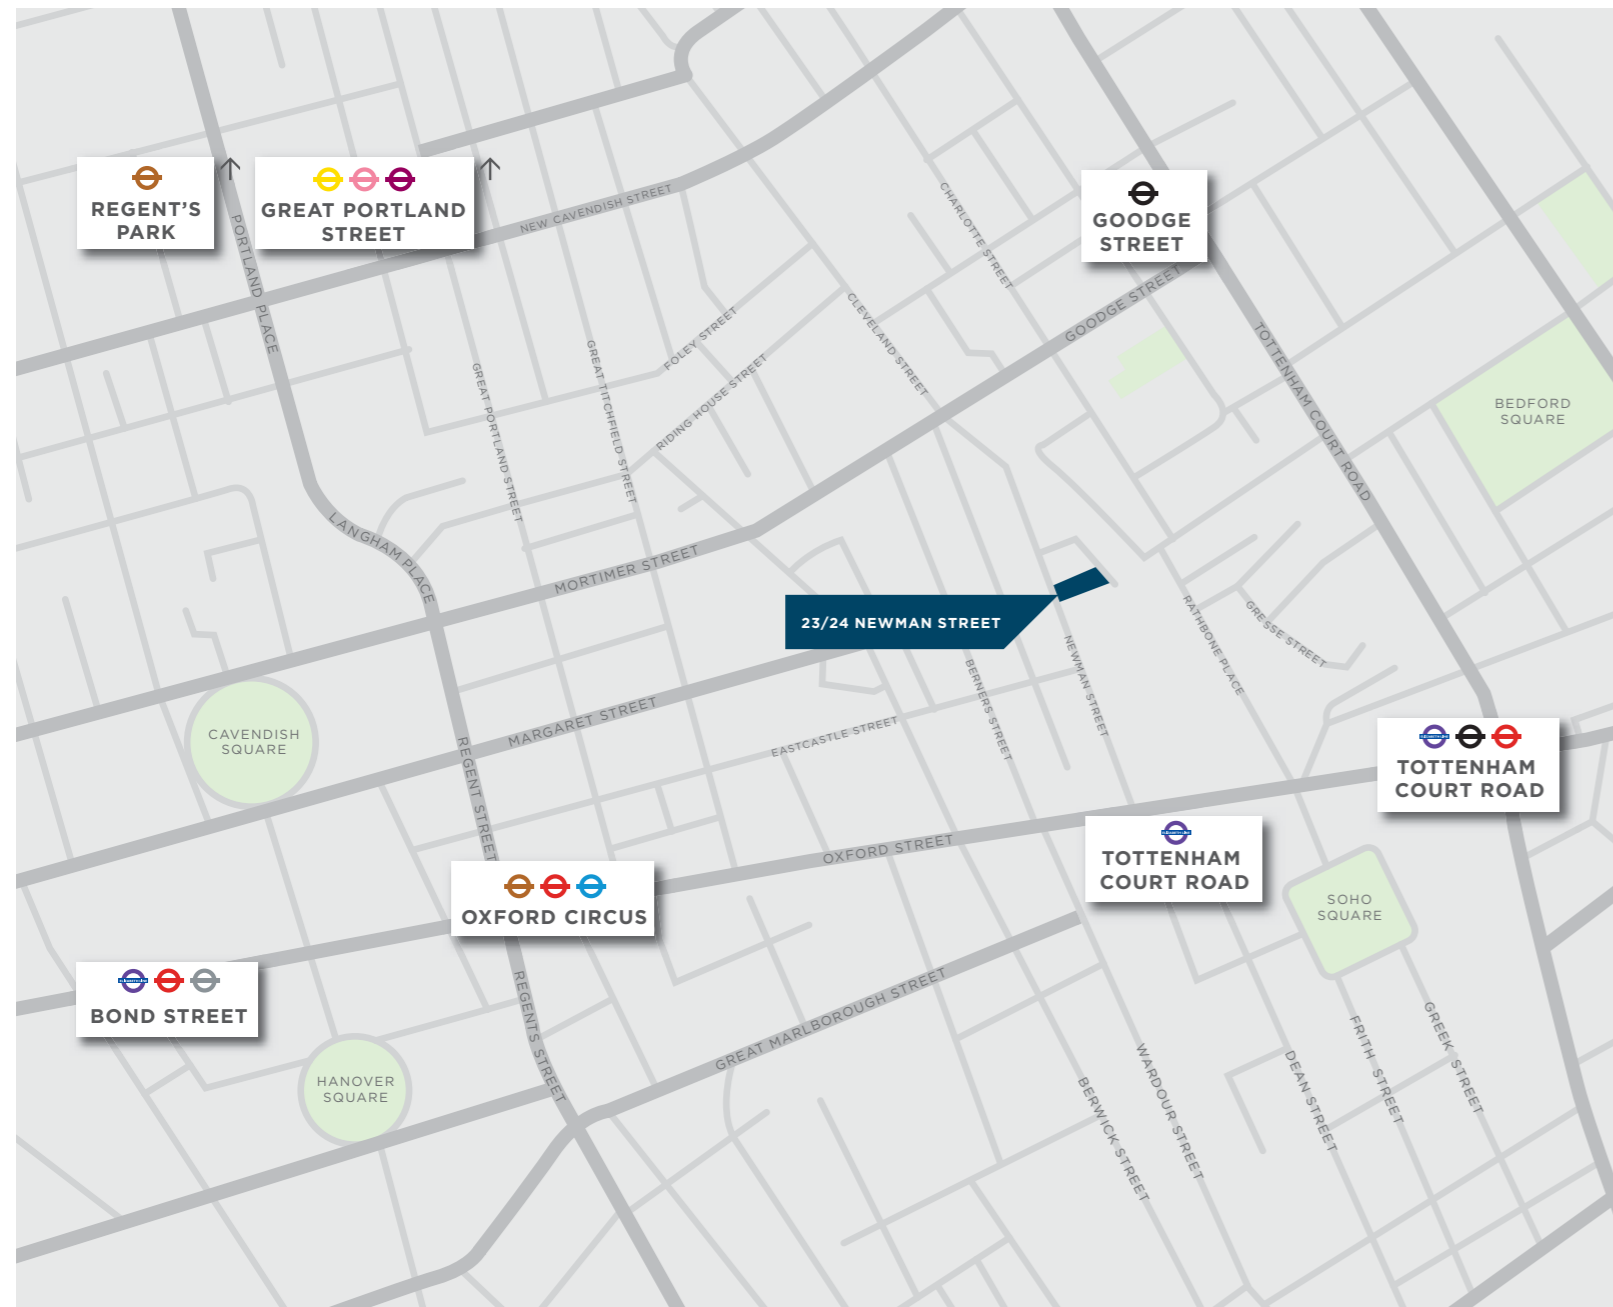 REGENT'S
PARK
GREAT PORTLAND
STREET
GOODGE
STREET
NEW CAVENDISH STREET
CHARLOTTE STREET
PORTLAND PLACE
GOODGE STREET
CLEVELAND STREET
FOLEY STREET
RIDING HOUSE STREET
GREAT TITCHFIELD STREET
GREAT PORTLAND STREET
TOTTENHAM COURT ROAD
BEDFORD
SQUARE
LANGHAM PLACE
MORTIMER STREET
23/24 NEWMAN STREET
RATHBONE PLACE
GRESSE STREET
NEWMAN STREET
BERNERS STREET
MARGARET STREET
EASTCASTLE STREET
CAVENDISH
SQUARE
REGENT STREET
TOTTENHAM
COURT ROAD
OXFORD STREET
TOTTENHAM
COURT ROAD
OXFORD CIRCUS
SOHO
SQUARE
BOND STREET
REGENTS STREET
GREAT MARLBOROUGH STREET
HANOVER
SQUARE
BERWICK STREET
WARDOUR STREET
DEAN STREET
FRITH STREET
GREEK STREET